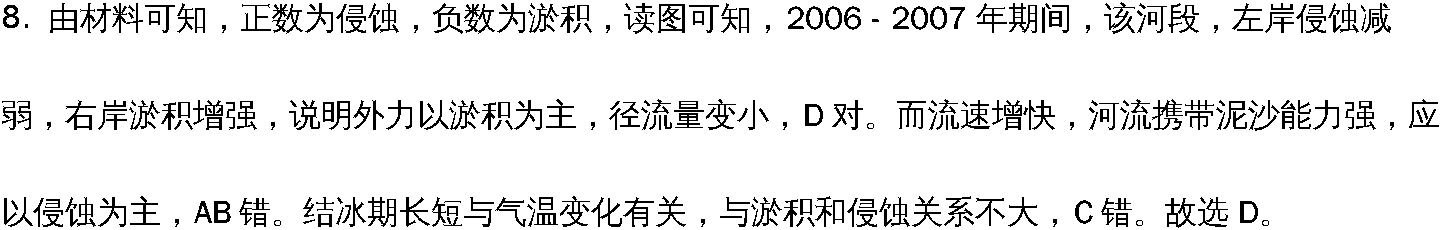 8．由材料可知，正数为侵蚀，负数为淤积，读图可知，2006 - 2007 年期间，该河段，左岸侵蚀减
弱，右岸淤积增强，说明外力以淤积为主，径流量变小，D 对。而流速增快，河流携带泥沙能力强，应
以侵蚀为主，AB 错。结冰期长短与气温变化有关，与淤积和侵蚀关系不大，C 错。故选 D。